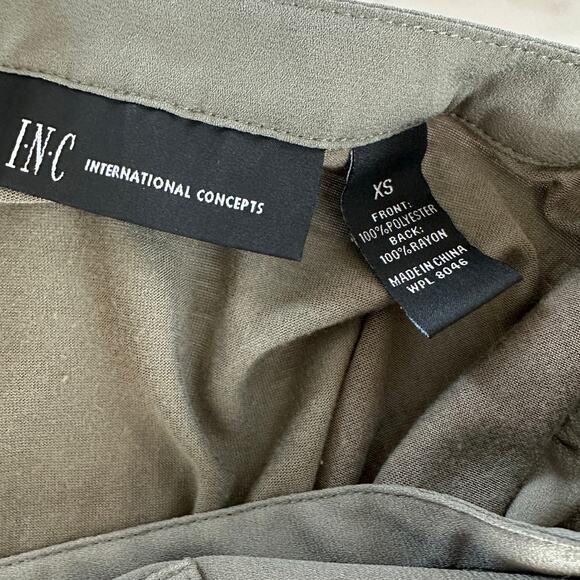 I·N·C INTERNATIONAL CONCEPTS
XS
FRONT:
100%POLYESTER
BACK:
100%RAYON
MADE IN CHINA
WPL 8046